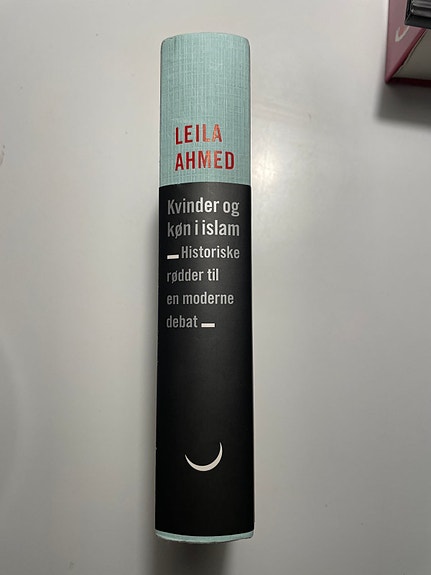 LEILA
AHMED
Kvinder og
køn i islam
— Historiske
rødder til
en moderne
debat —